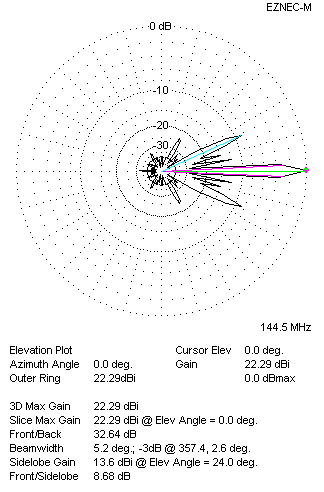 EZNEC-M
0 dB
-10
-20
-30
144.5 MHz
Elevation Plot Cursor Elev 0.0 deg.
Azimuth Angle 0.0 deg. Gain 22.29 dBi
Outer Ring 22.29dBi 0.0 dBmax
3D Max Gain 22.29 dBi
Slice Max Gain 22.29 dBi @ Elev Angle = 0.0 deg.
Front/Back 32.64 dB
Beamwidth 5.2 deg.; -3dB @ 357.4, 2.6 deg.
Sidelobe Gain 13.6 dBi @ Elev Angle = 24.0 deg.
Front/Sidelobe 8.68 dB